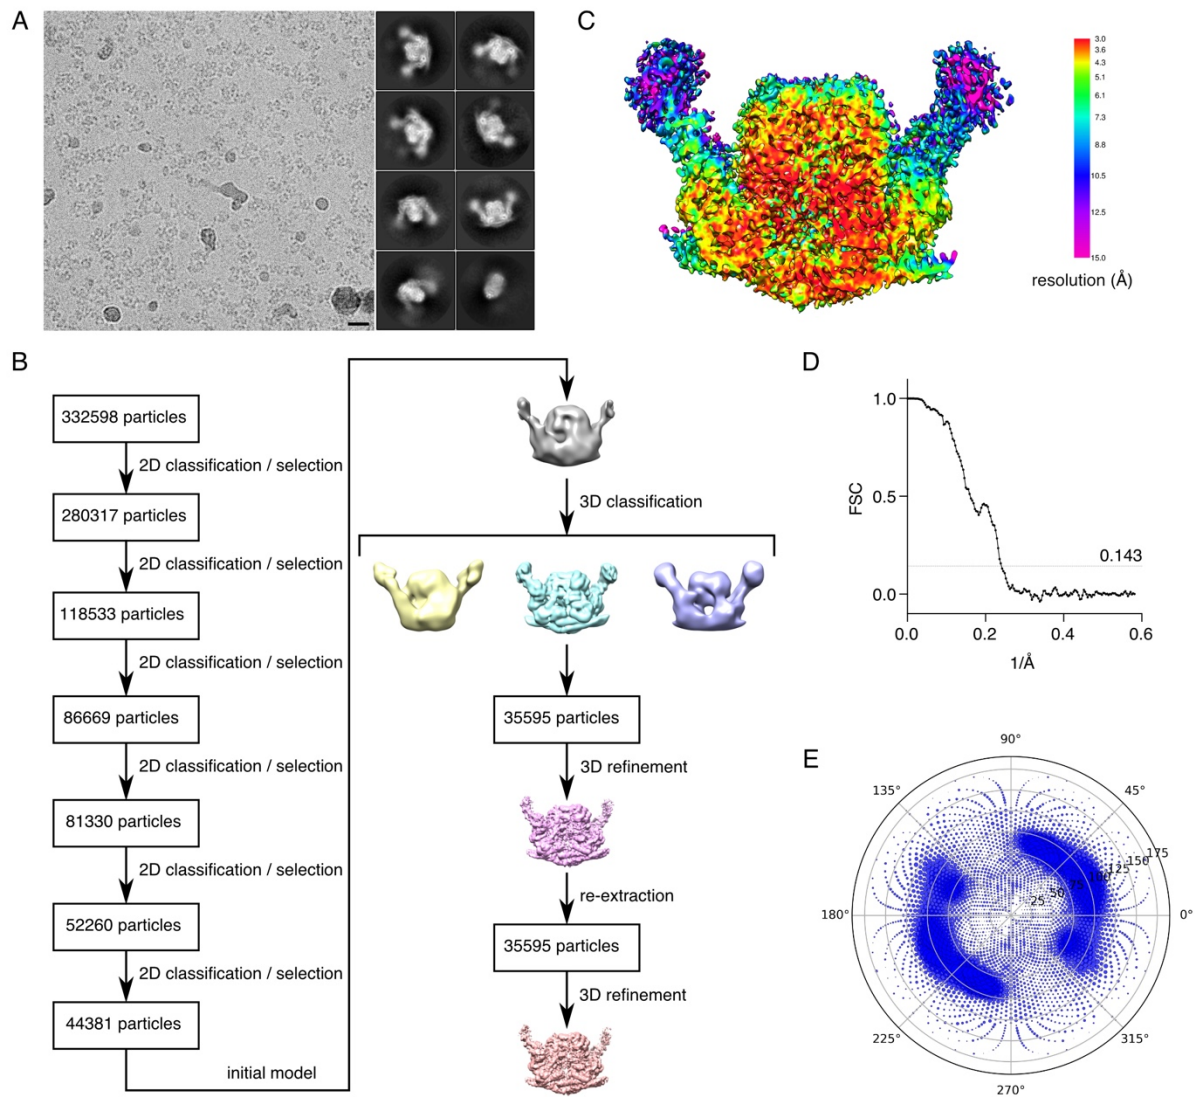 A
B
332598 particles
2D classification / selection
280317 particles
2D classification / selection
118533 particles
2D classification / selection
86669 particles
2D classification / selection
81330 particles
2D classification / selection
52260 particles
2D classification / selection
44381 particles
initial model
3D classification
35595 particles
3D refinement
re-extraction
35595 particles
3D refinement
C
3.0
3.6
4.3
5.1
6.1
7.3
8.8
10.5
12.5
15.0
resolution (Å)
D
FSC
1.0
0.5
0.0
0.143
0.0
0.2
0.4
0.6
1/Å
E
90°
135°
45°
180°
0°
225°
315°
270°
25
50
75
100
125
150
175